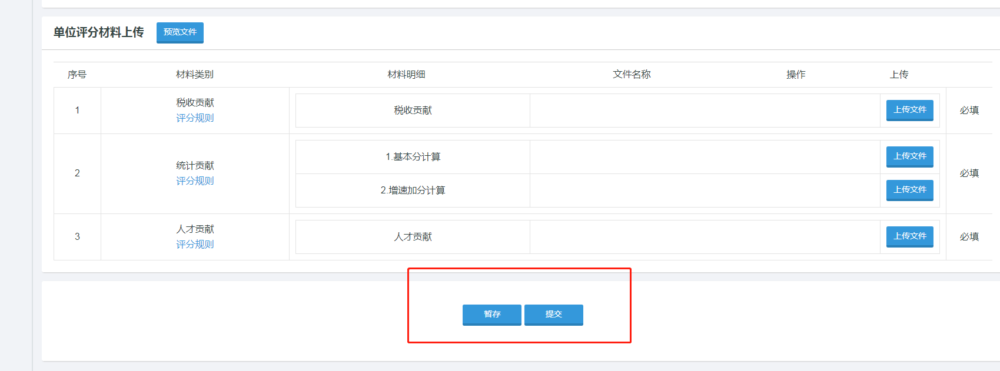 单位评分材料上传 预览文件
序号 材料类别 材料明细 文件名称 操作 上传
1 税收贡献 评分规则 税收贡献 上传文件 必填
2 统计贡献 评分规则 1.基本分计算 上传文件 必填
2.增速加分计算 上传文件
3 人才贡献 评分规则 人才贡献 上传文件 必填
暂存 提交